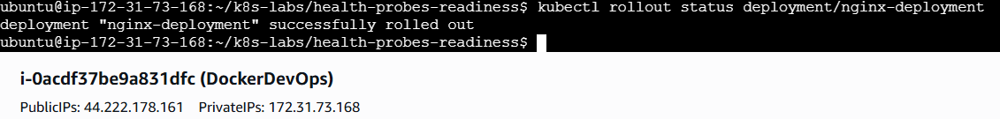 ubuntu@ip-172-31-73-168:~/k8s-labs/health-probes-readiness$ kubectl rollout status deployment/nginx-deployment
deployment "nginx-deployment" successfully rolled out
ubuntu@ip-172-31-73-168:~/k8s-labs/health-probes-readiness$
i-0acdf37be9a831dfc (DockerDevOps)
PublicIPs: 44.222.178.161 PrivateIPs: 172.31.73.168